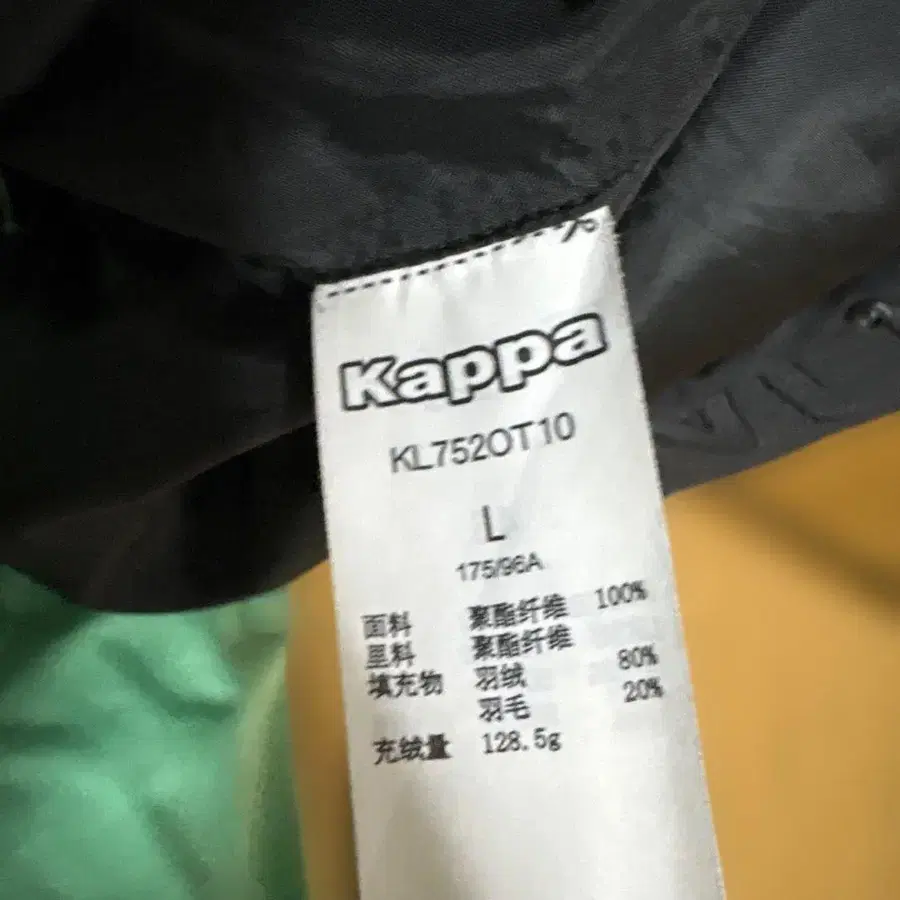 Kappa
KL752OT10
L
175/96A
面料 聚酯纤维 100%
里料 聚酯纤维
填充物 羽绒 80%
羽毛 20%
充绒量 128.5g